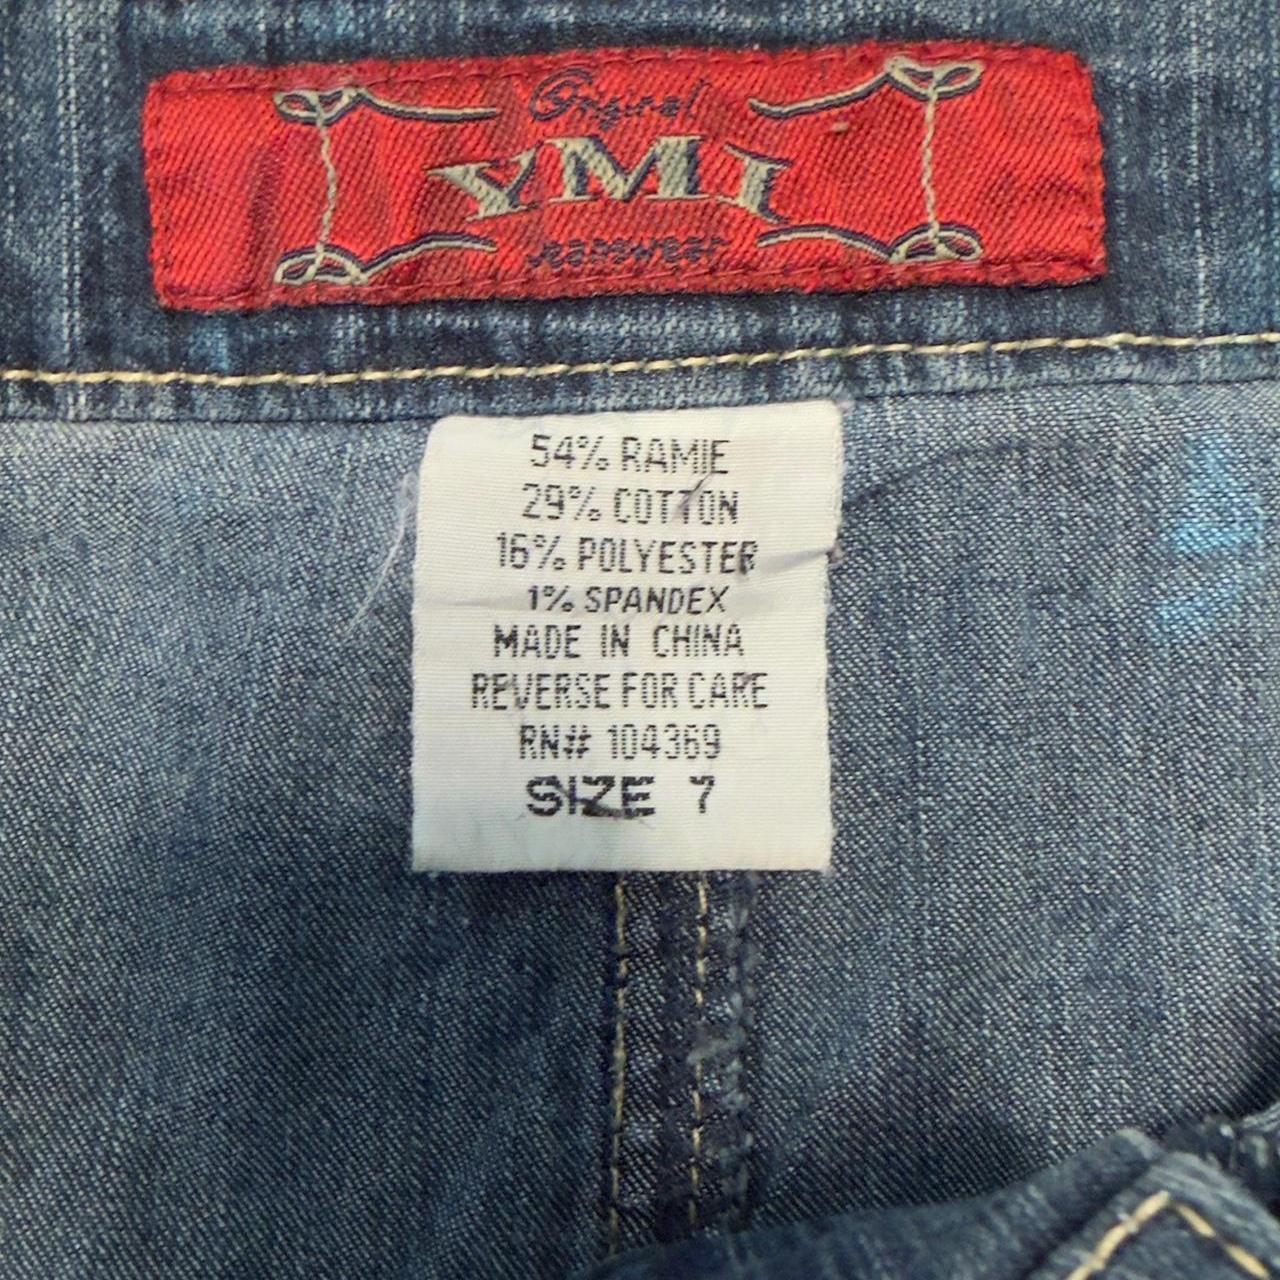 Original
YMI
Jeanswear
54% RAMIE
29% COTTON
16% POLYESTER
1% SPANDEX
MADE IN CHINA
REVERSE FOR CARE
RN# 104369
SIZE 7